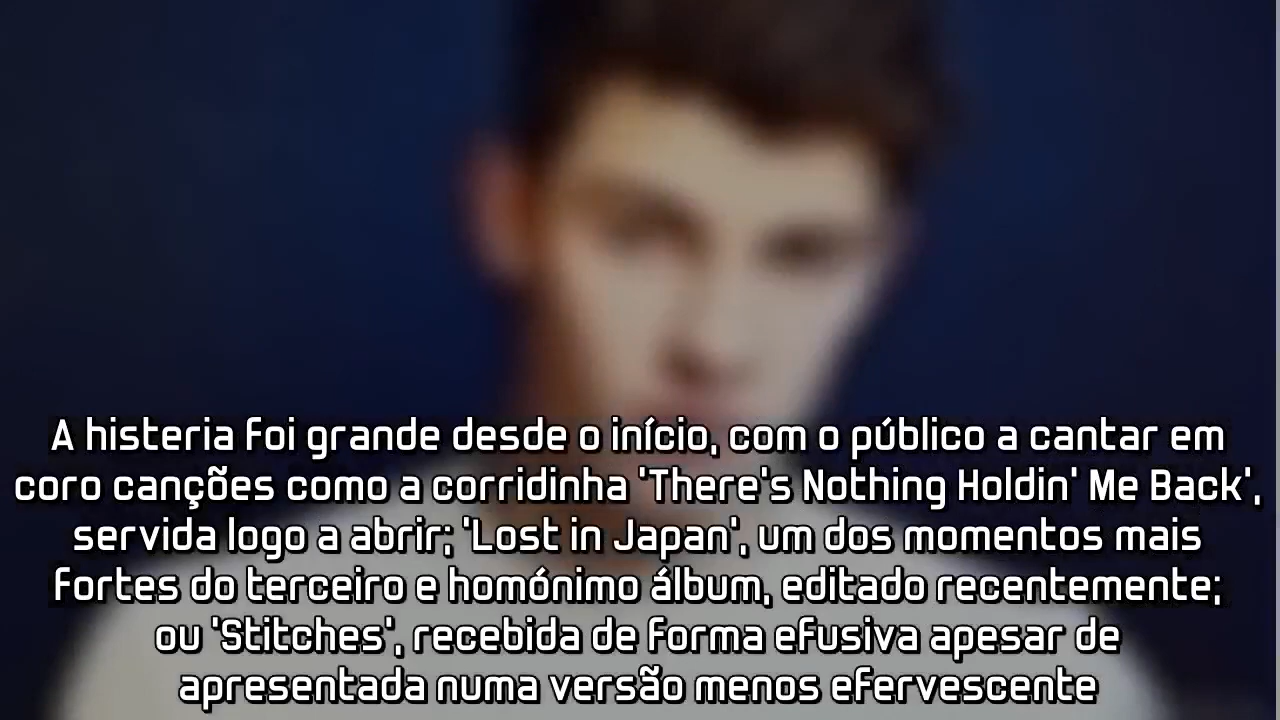 A histeria foi grande desde o início, com o público a cantar em
coro canções como a corridinha 'There's Nothing Holdin' Me Back',
servida logo a abrir; 'Lost in Japan', um dos momentos mais
fortes do terceiro e homónimo álbum, editado recentemente;
ou 'Stitches', recebida de forma efusiva apesar de
apresentada numa versão menos efervescente